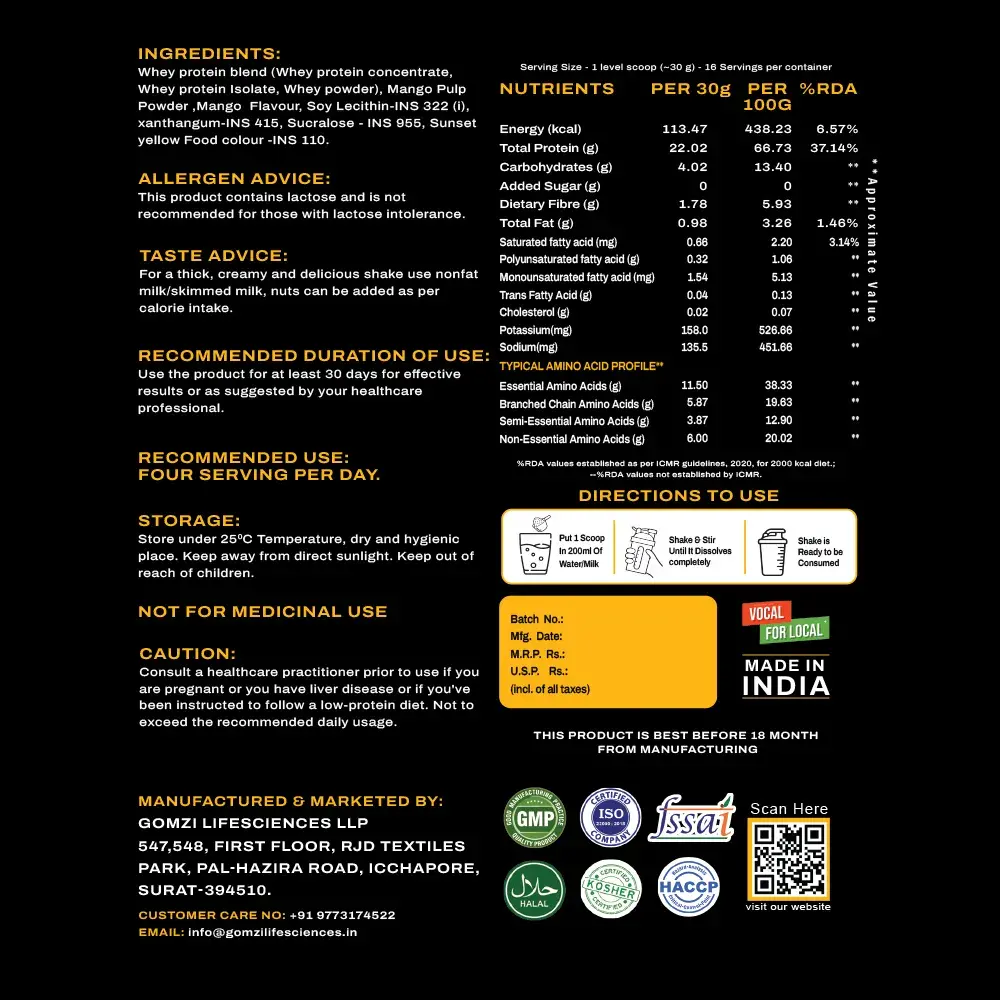 INGREDIENTS:
Whey protein blend (Whey protein concentrate,
Whey protein Isolate, Whey powder), Mango Pulp
Powder ,Mango Flavour, Soy Lecithin-INS 322 (i),
xanthangum-INS 415, Sucralose - INS 955, Sunset
yellow Food colour -INS 110.
ALLERGEN ADVICE:
This product contains lactose and is not
recommended for those with lactose intolerance.
TASTE ADVICE:
For a thick, creamy and delicious shake use nonfat
milk/skimmed milk, nuts can be added as per
calorie intake.
RECOMMENDED DURATION OF USE:
Use the product for at least 30 days for effective
results or as suggested by your healthcare
professional.
RECOMMENDED USE:
FOUR SERVING PER DAY.
STORAGE:
Store under 25ºC Temperature, dry and hygienic
place. Keep away from direct sunlight. Keep out of
reach of children.
NOT FOR MEDICINAL USE
CAUTION:
Consult a healthcare practitioner prior to use if you
are pregnant or you have liver disease or if you've
been instructed to follow a low-protein diet. Not to
exceed the recommended daily usage.
MANUFACTURED & MARKETED BY:
GOMZI LIFESCIENCES LLP
547,548, FIRST FLOOR, RJD TEXTILES
PARK, PAL-HAZIRA ROAD, ICCHAPORE,
SURAT-394510.
CUSTOMER CARE NO: +91 9773174522
EMAIL: info@gomzilifesciences.in
Serving Size - 1 level scoop (~30 g) - 16 Servings per container
NUTRIENTS PER 30g PER 100G %RDA
Energy (kcal) 113.47 438.23 6.57%
Total Protein (g) 22.02 66.73 37.14%
Carbohydrates (g) 4.02 13.40 **
Added Sugar (g) 0 0 **
Dietary Fibre (g) 1.78 5.93 **
Total Fat (g) 0.98 3.26 1.46%
Saturated fatty acid (mg) 0.66 2.20 3.14%
Polyunsaturated fatty acid (g) 0.32 1.06 **
Monounsaturated fatty acid (mg) 1.54 5.13 **
Trans Fatty Acid (g) 0.04 0.13 **
Cholesterol (g) 0.02 0.07 **
Potassium(mg) 158.0 526.66 **
Sodium(mg) 135.5 451.66 **
TYPICAL AMINO ACID PROFILE**
Essential Amino Acids (g) 11.50 38.33 **
Branched Chain Amino Acids (g) 5.87 19.63 **
Semi-Essential Amino Acids (g) 3.87 12.90 **
Non-Essential Amino Acids (g) 6.00 20.02 **
**Approximate Value
%RDA values established as per ICMR guidelines, 2020, for 2000 kcal diet.;
--%RDA values not established by ICMR.
DIRECTIONS TO USE
Put 1 Scoop
In 200ml Of
Water/Milk
Shake & Stir
Until It Dissolves
completely
Shake is
Ready to be
Consumed
Batch No.:
Mfg. Date:
M.R.P. Rs.:
U.S.P. Rs.:
(incl. of all taxes)
VOCAL
FOR LOCAL*
MADE IN
INDIA
THIS PRODUCT IS BEST BEFORE 18 MONTH
FROM MANUFACTURING
GOOD MANUFACTURING PRACTICE
GMP
QUALITY PRODUCT
CERTIFIED
ISO
22000 : 2018
COMPANY
fssai
Scan Here
visit our website
حلال
HALAL
CERTIFIED
KOSHER
CERTIFIED
HACCP